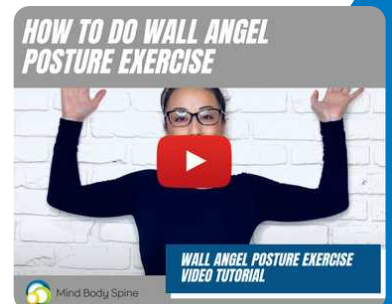 HOW TO DO WALL ANGEL
POSTURE EXERCISE
WALL ANGEL POSTURE EXERCISE
VIDEO TUTORIAL
Mind Body Spine